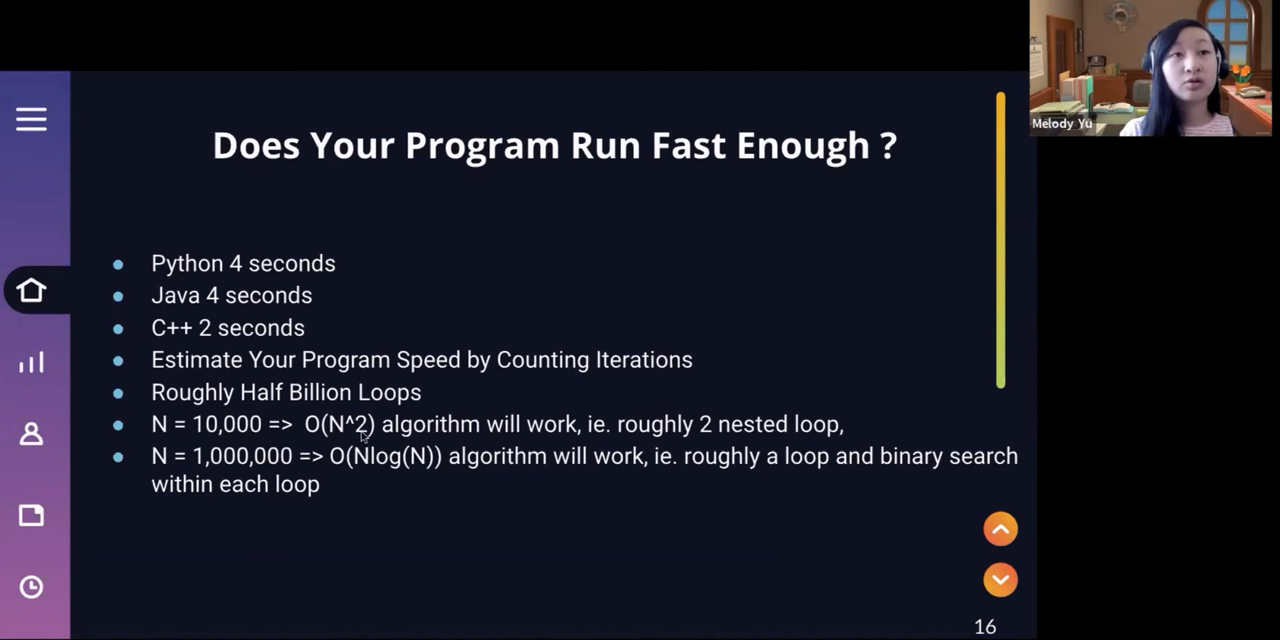 Melody Yu
Does Your Program Run Fast Enough ?
Python 4 seconds
Java 4 seconds
C++ 2 seconds
Estimate Your Program Speed by Counting Iterations
Roughly Half Billion Loops
N = 10,000 => O(N^2) algorithm will work, ie. roughly 2 nested loop,
N = 1,000,000 => O(Nlog(N)) algorithm will work, ie. roughly a loop and binary search
within each loop
16